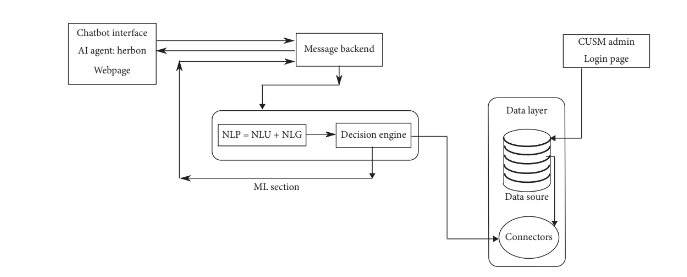 Chatbot interface
AI agent: herbon
Webpage
Message backend
CUSM admin
Login page
NLP = NLU + NLG
Decision engine
ML section
Data layer
Data soure
Connectors